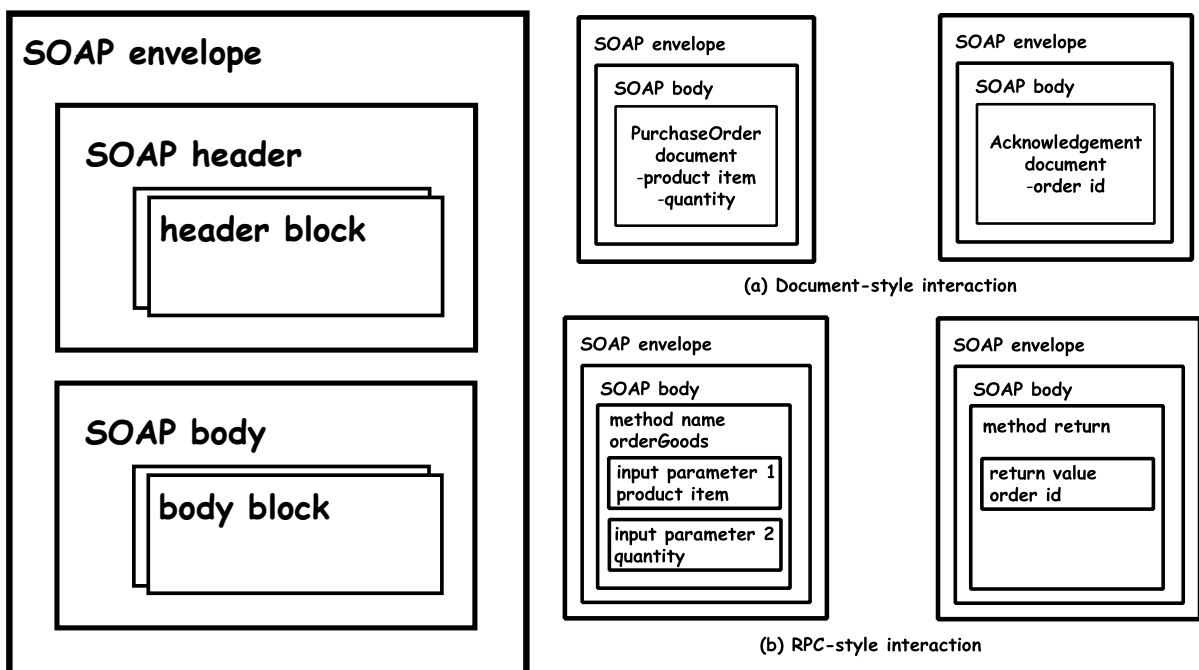 SOAP envelope
SOAP header
header block
SOAP body
body block
SOAP envelope
SOAP body
PurchaseOrder
document
-product item
-quantity
SOAP envelope
SOAP body
Acknowledgement
document
-order id
(a) Document-style interaction
SOAP envelope
SOAP body
method name
orderGoods
input parameter 1
product item
input parameter 2
quantity
SOAP envelope
SOAP body
method return
return value
order id
(b) RPC-style interaction